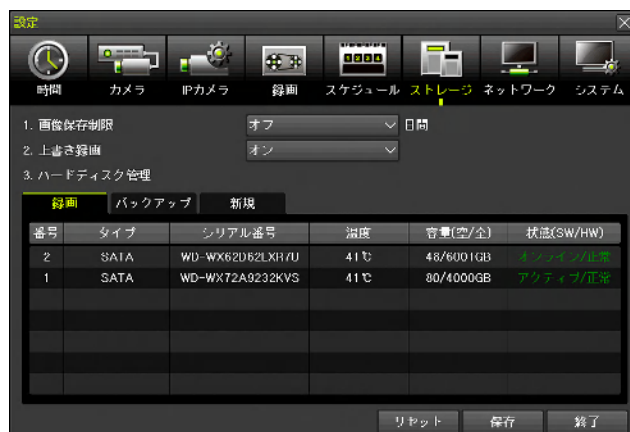 設定
時間 カメラ IPカメラ 録画 スケジュール ストレージ ネットワーク システム
1. 画像保存制限 オフ 日間
2. 上書き録画 オン
3. ハードディスク管理
録画 バックアップ 新規
番号 タイプ シリアル番号 温度 容量(空/全) 状態(SW/HW)
2 SATA WD-WX62D62LXR7U 41℃ 48/6001GB オンライン/正常
1 SATA WD-WX72A9232KVS 41℃ 80/4000GB アクティブ/正常
リセット 保存 終了